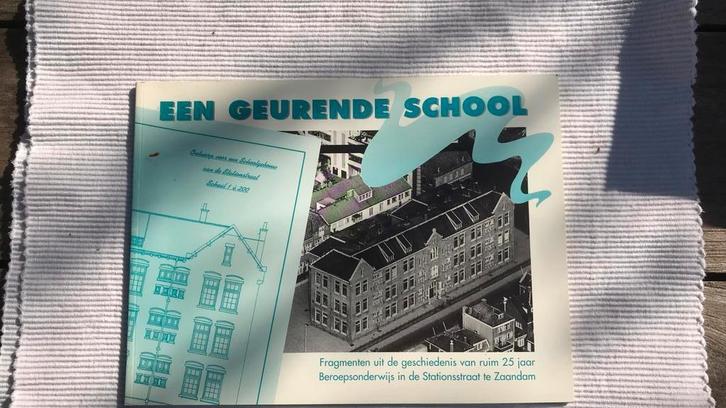 EEN GEURENDE SCHOOL
Ontwerp voor een Schoolgebouw
aan de Stationsstraat
Schaal 1 à 200
Fragmenten uit de geschiedenis van ruim 25 jaar
Beroepsonderwijs in de Stationsstraat te Zaandam